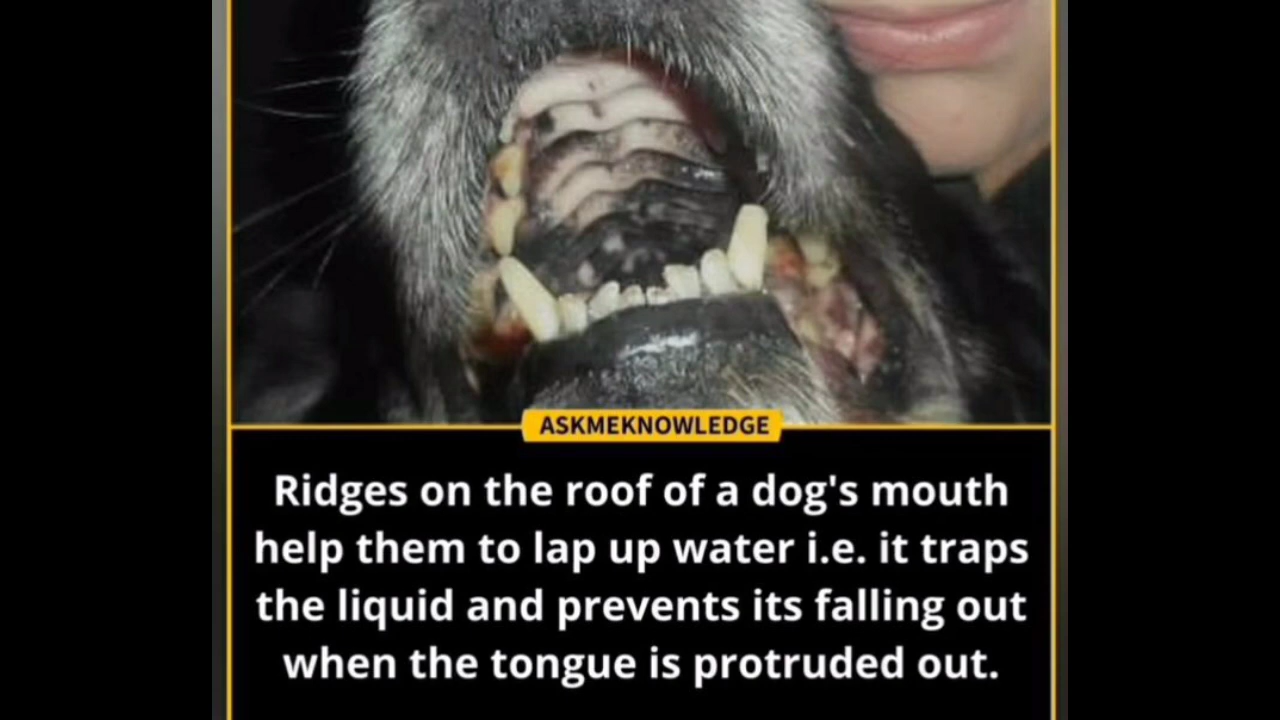 ASKMEKNOWLEDGE
Ridges on the roof of a dog's mouth
help them to lap up water i.e. it traps
the liquid and prevents its falling out
when the tongue is protruded out.